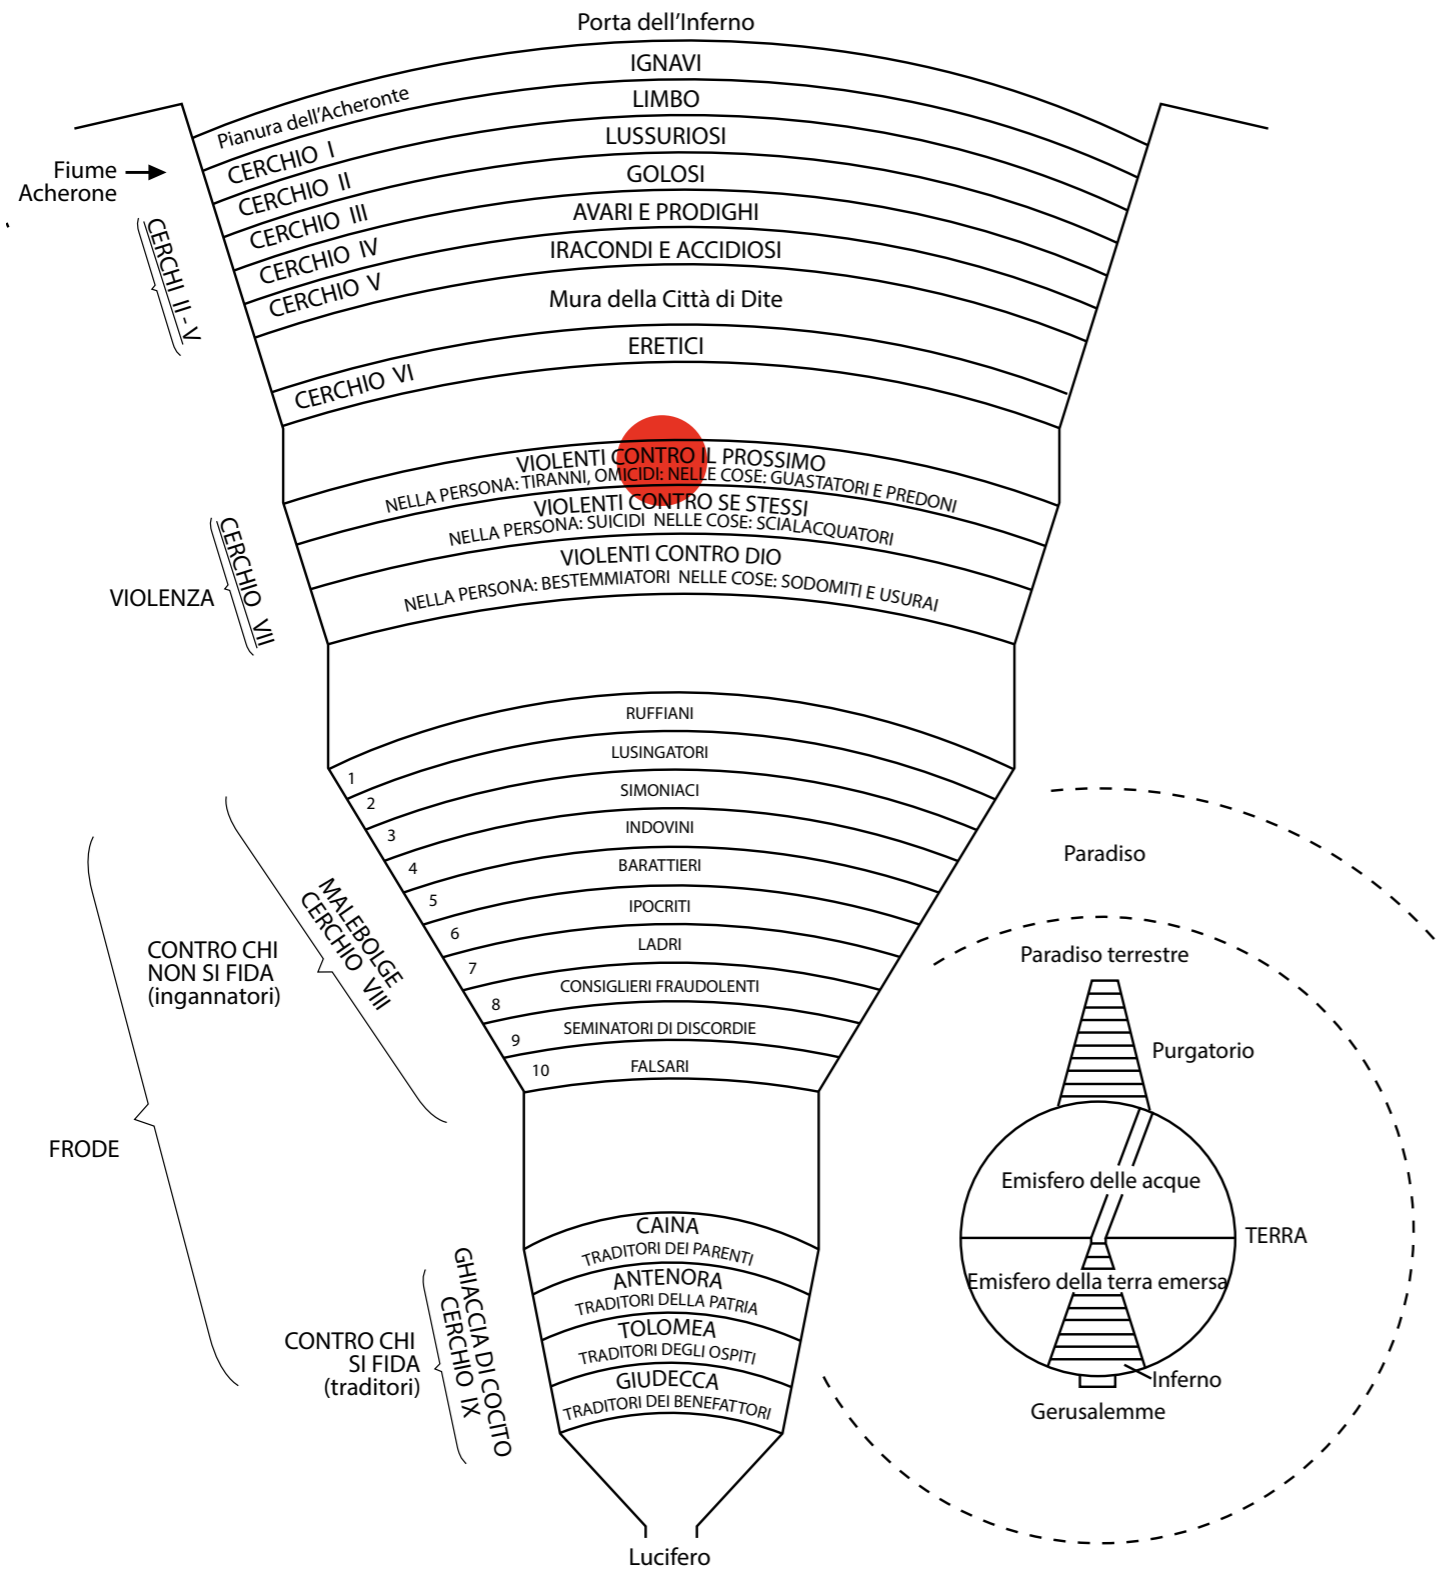 Porta dell'Inferno
IGNAVI
Pianura dell'Acheronte
LIMBO
CERCHIO I
LUSSURIOSI
CERCHIO II
GOLOSI
CERCHIO III
AVARI E PRODIGHI
CERCHIO IV
IRACONDI E ACCIDIOSI
CERCHIO V
Fiume
Acherone
CERCHI II - V
Mura della Città di Dite
ERETICI
CERCHIO VI
VIOLENTI CONTRO IL PROSSIMO
NELLA PERSONA: TIRANNI, OMICIDI: NELLE COSE: GUASTATORI E PREDONI
VIOLENTI CONTRO SE STESSI
NELLA PERSONA: SUICIDI NELLE COSE: SCIALACQUATORI
VIOLENTI CONTRO DIO
NELLA PERSONA: BESTEMMIATORI NELLE COSE: SODOMITI E USURAI
VIOLENZA
CERCHIO VII
RUFFIANI
1
LUSINGATORI
2
SIMONIACI
3
INDOVINI
4
BARATTIERI
5
IPOCRITI
6
LADRI
7
CONSIGLIERI FRAUDOLENTI
8
SEMINATORI DI DISCORDIE
9
FALSARI
10
MALEBOLGE
CERCHIO VIII
CONTRO CHI
NON SI FIDA
(ingannatori)
FRODE
CAINA
TRADITORI DEI PARENTI
ANTENORA
TRADITORI DELLA PATRIA
TOLOMEA
TRADITORI DEGLI OSPITI
GIUDECCA
TRADITORI DEI BENEFATTORI
GHIACCIA DI COCITO
CERCHIO IX
CONTRO CHI
SI FIDA
(traditori)
Lucifero
Paradiso
Paradiso terrestre
Purgatorio
Emisfero delle acque
TERRA
Emisfero della terra emersa
Inferno
Gerusalemme